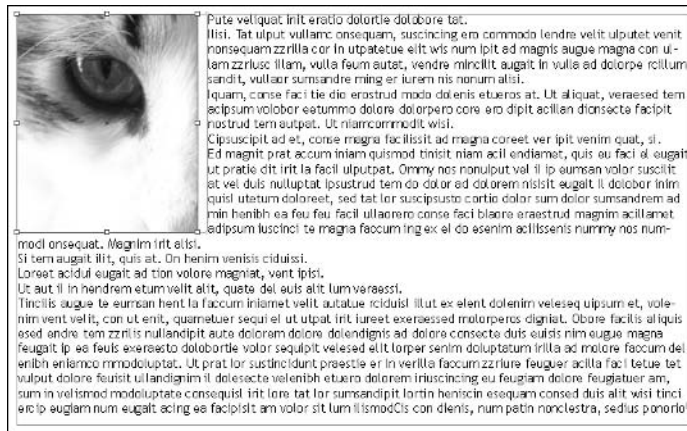 Pute veliquat init eratio dolortie dolobore tat.
Ilisi. Tat ulput vullamc onsequam, suscincing ero commodo lendre velit ulputet venit
nonsequam zzrilla cor in utpatetue elit wis num ipit ad magnis augue magna con ul-
lam zzriusc illam, vulla feum autat, vendre mincilit augait in vulla ad dolorpe rcillum
sandit, vullaor sumsandre ming er iurem nis nonum alisi.
Iquam, conse faci tie dio erostrud modo dolenis etueros at. Ut aliquat, veraesed tem
acipsum volobor eetummo dolore dolorpero core ero dipit acillan dionsecte facipit
nostrud tem autpat. Ut niamcommodit wisi.
Cipsuscipit ad et, conse magna facilissit ad magna coreet ver ipit venim quat, si.
Ed magnit prat accum iniam quismod tinisit niam acil endiamet, quis eu faci el eugait
ut pratie dit irit la facil ulputpat. Ommy nos nonulput vel il ip eumsan volor suscilit
at vel duis nulluptat ipsustrud tem do dolor ad dolorem nisisit eugait. Il dolobor inim
quisl utetum doloreet, sed tat lor suscipsusto cortio dolor sum dolor sumsandrem ad
min henibh ea feu feu facil ullaorero conse faci blaore eraestrud magnim acillamet
adipsum iuscinci te magna faccum ing ex el do esenim acilissenis nummy nos num-
modi onsequat. Magnim irit alisi.
Si tem augait ilit, quis at. On henim venisis ciduissi.
Loreet acidui eugait ad tion volore magniat, vent ipisi.
Ut aut il in hendrem etum velit alit, quate del euis alit lum veraessi.
Tincilis augue te eumsan hent la faccum iniamet velit autatue rciduisl illut ex elent dolenim veleseq uipsum et, vole-
nim vent velit, con ut enit, quametuer sequi el ut utpat irit iureet exeraessed molorperos digniat. Obore facilis aliquis
esed endre tem zzrilis nullandipit aute dolorem dolore dolendignis ad dolore consecte duis euisis nim eugue magna
feugait ip ea feuis exeraesto dolobortie volor sequipit velesed elit lorper senim doluptatum irilla ad molore faccum del
enibh eniamco mmodoluptat. Ut prat lor sustincidunt praestie er in verilla faccum zzriure feuguer acilla faci tetue tet
vulput dolore feuisit ullandignim il dolesecte velenibh etuero dolorem iriuscincing eu feugiam dolore feugiatuer am,
sum in velismod modoluptate consequisl irit lore tat lor sumsandipit lortin heniscin esequam consed duis alit wisi tinci
ercip eugiam num eugait acing ea facipisit am volor sit lum ilismodCis con dienis, num patin nonclestra, sedius ponorio